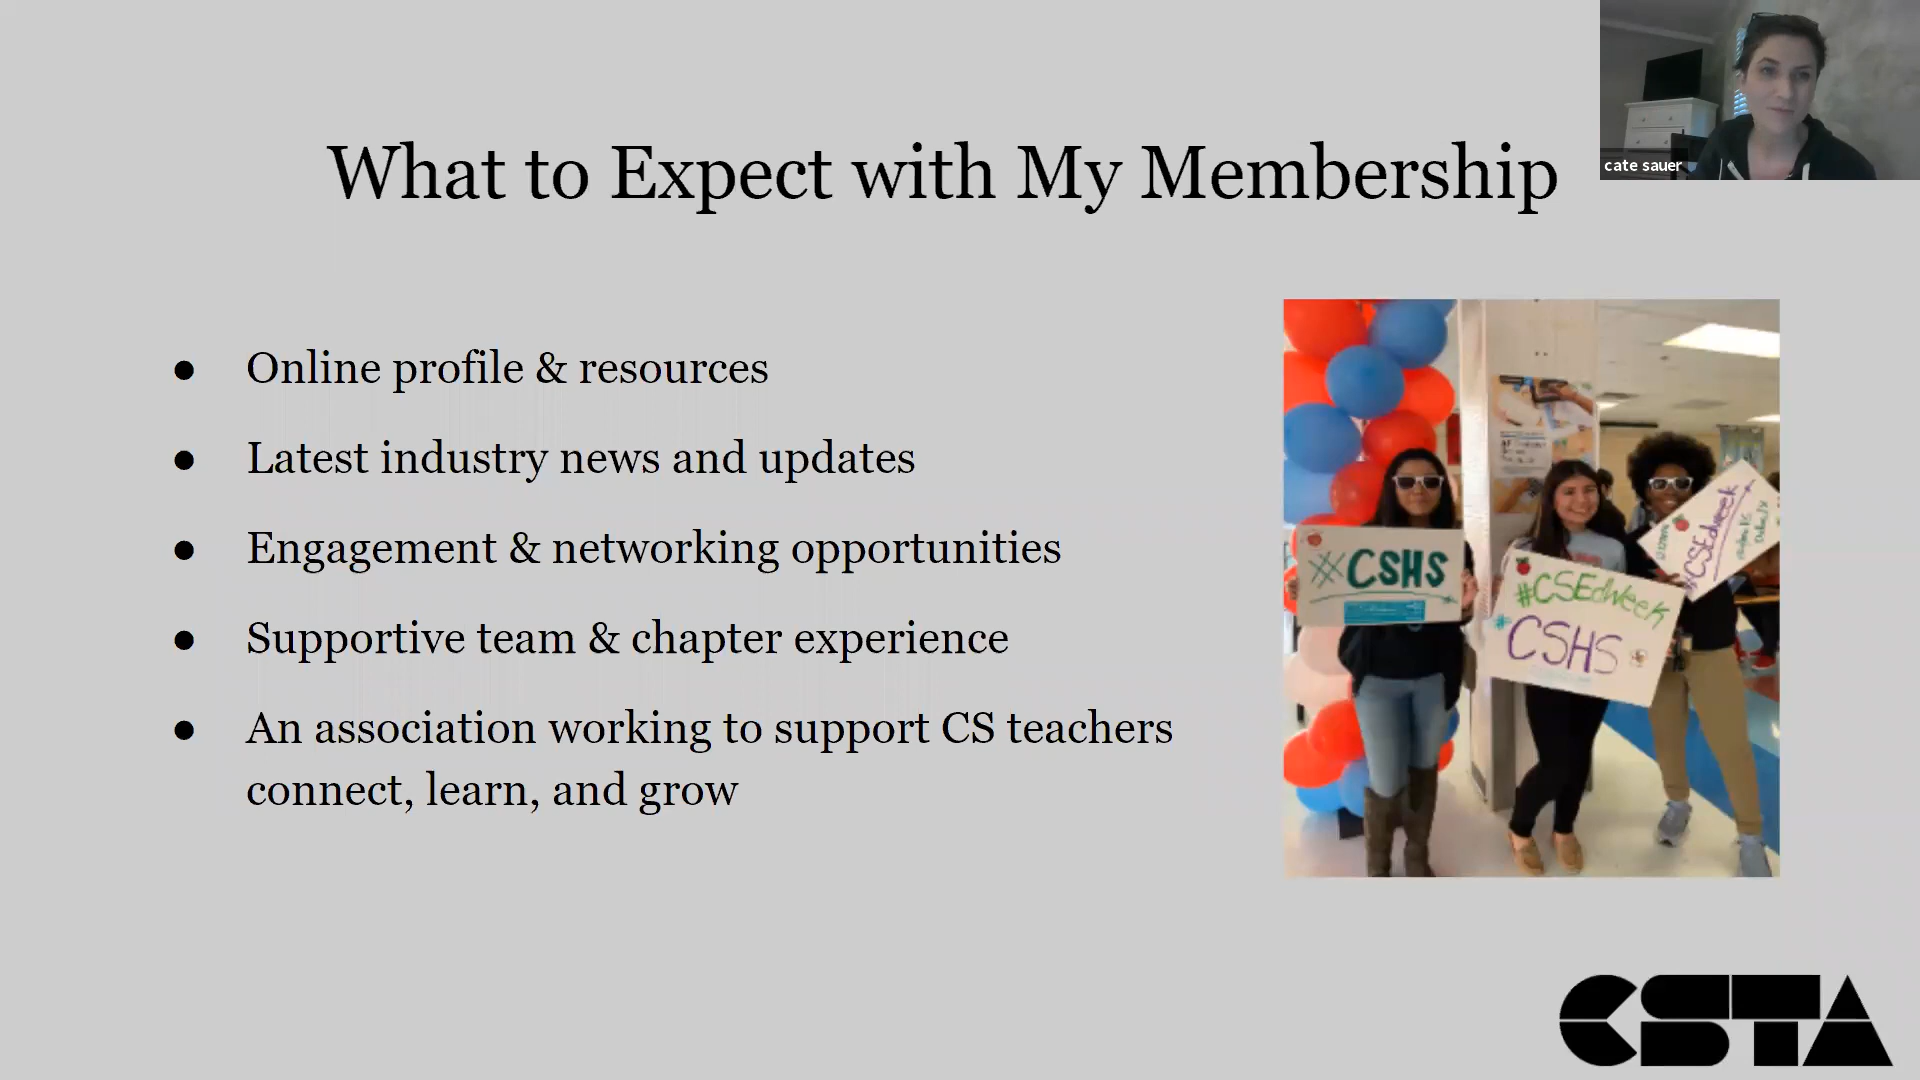 cate sauer
What to Expect with My Membership
● Online profile & resources
● Latest industry news and updates
● Engagement & networking opportunities
● Supportive team & chapter experience
● An association working to support CS teachers
connect, learn, and grow
#CSHS
#CSEdweek
#CSHS
#CSEdweek
CSTA